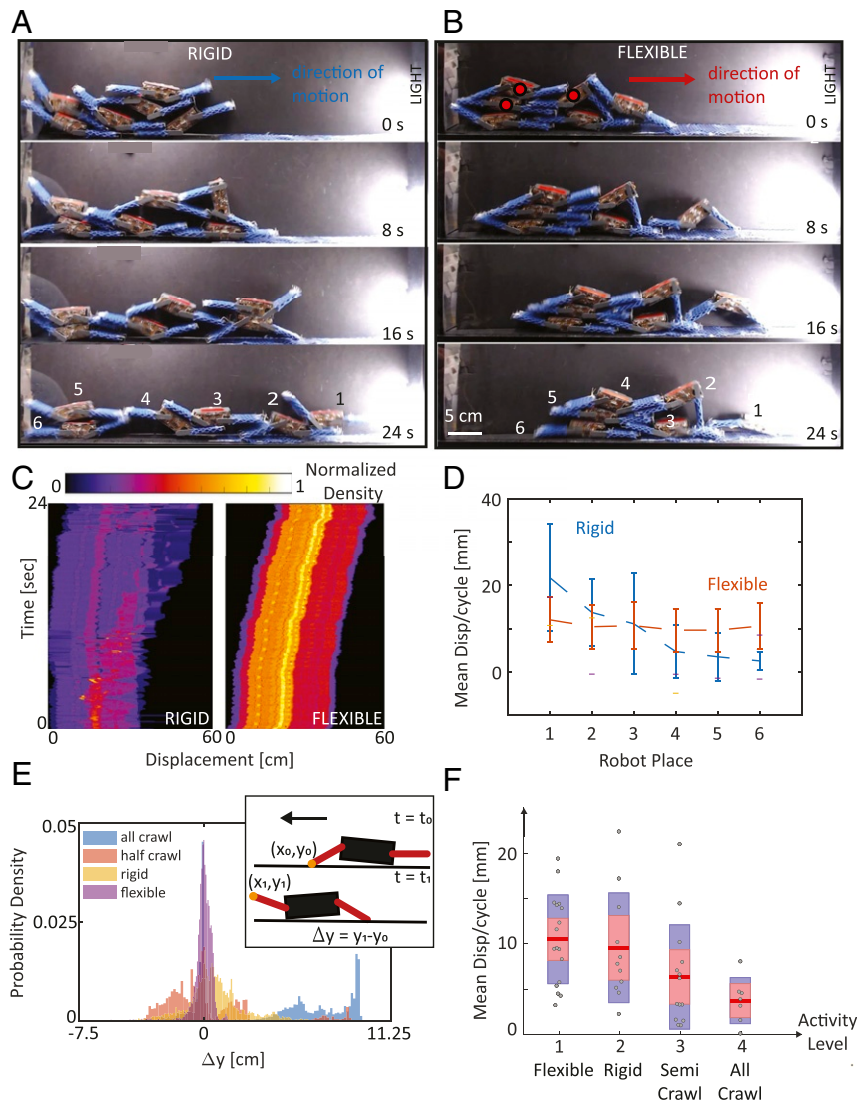 A
B
RIGID
direction of
motion
LIGHT
0 s
FLEXIBLE
direction of
motion
LIGHT
0 s
8 s
8 s
16 s
16 s
5
4
3
2
1
6
24 s
4
2
5
3
1
5 cm
6
24 s
C
0
1
Normalized
Density
24
Time [sec]
0
RIGID
FLEXIBLE
0
60
0
60
Displacement [cm]
D
40
20
0
Mean Disp/cycle [mm]
Rigid
Flexible
1 2 3 4 5 6
Robot Place
E
0.05
0.025
0
Probability Density
all crawl
half crawl
rigid
flexible
-7.5
0
11.25
Δy [cm]
t = t₀
(x₀,y₀)
t = t₁
(x₁,y₁)
Δy = y₁-y₀
F
20
10
0
Mean Disp/cycle [mm]
1 2 3 4
Activity
Level
Flexible Rigid Semi All
Crawl Crawl